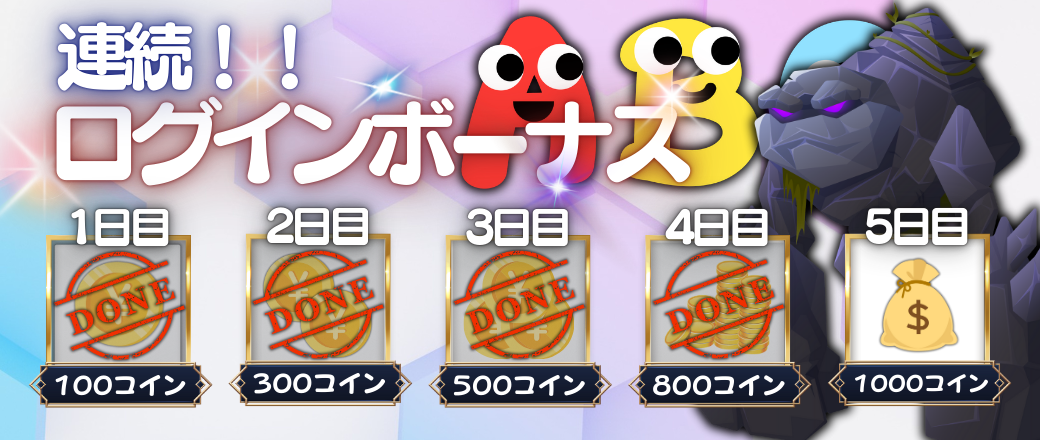 連続！！
ログインボーナス
A B
1日目 2日目 3日目 4日目 5日目
DONE DONE DONE DONE $
100コイン 300コイン 500コイン 800コイン 1000コイン